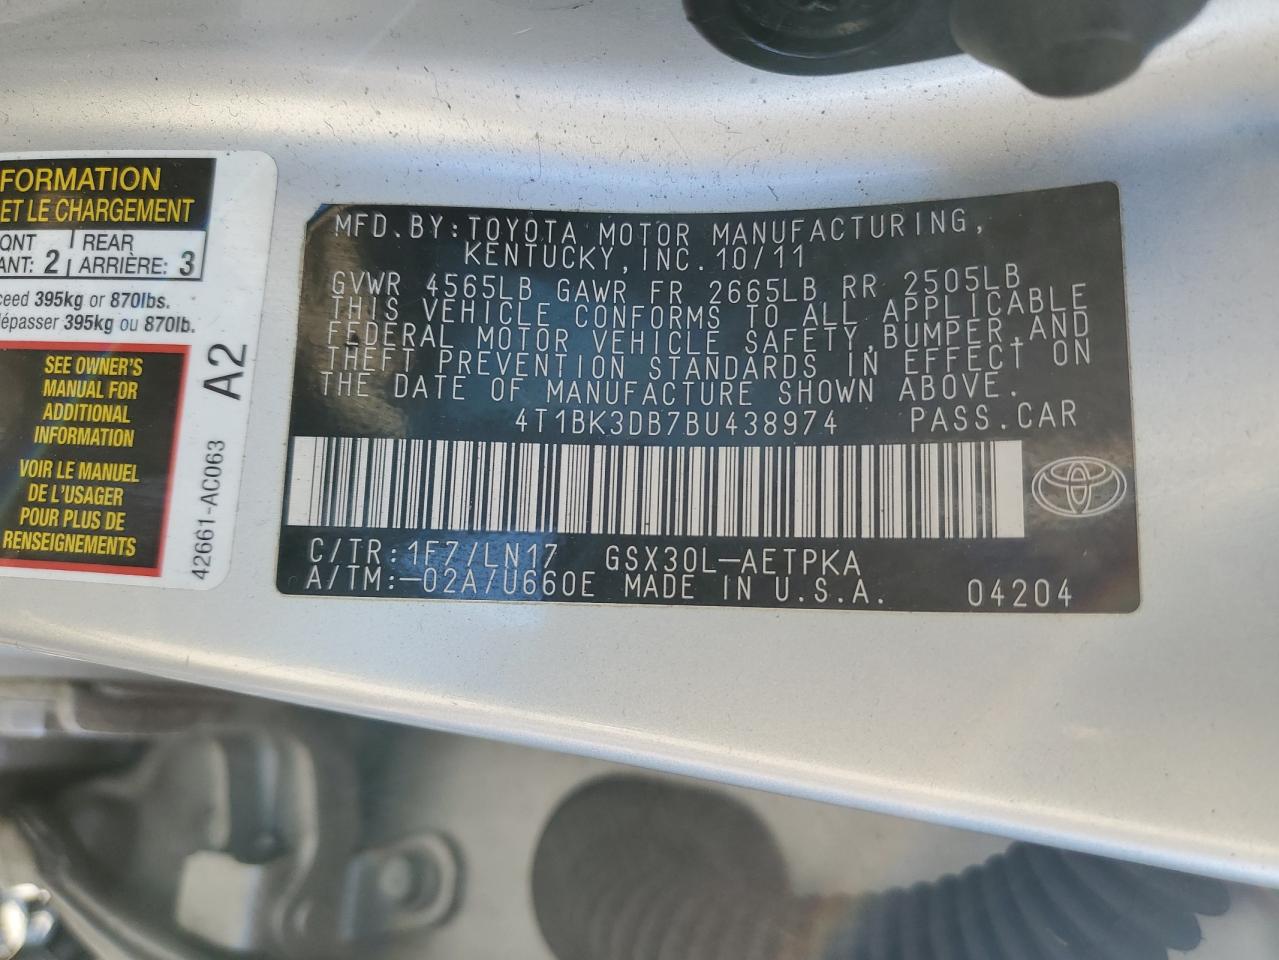 FORMATION
ET LE CHARGEMENT
ONT 2 REAR
ANT: 2 ARRIÈRE: 3
ceed 395kg or 870lbs.
dépasser 395kg ou 870lb.
SEE OWNER'S
MANUAL FOR
ADDITIONAL
INFORMATION
VOIR LE MANUEL
DE L'USAGER
POUR PLUS DE
RENSEIGNEMENTS
42661-AC063 A2
MFD.BY:TOYOTA MOTOR MANUFACTURING,
KENTUCKY,INC.10/11
GVWR 4565LB GAWR FR 2665LB RR 2505LB
THIS VEHICLE CONFORMS TO ALL APPLICABLE
FEDERAL MOTOR VEHICLE SAFETY,BUMPER,AND
THEFT PREVENTION STANDARDS IN EFFECT ON
THE DATE OF MANUFACTURE SHOWN ABOVE.
4T1BK3DB7BU438974 PASS.CAR
C/TR:1F7/LN17 GSX30L-AETPKA
A/TM:-02A/U660E MADE IN U.S.A. 04204